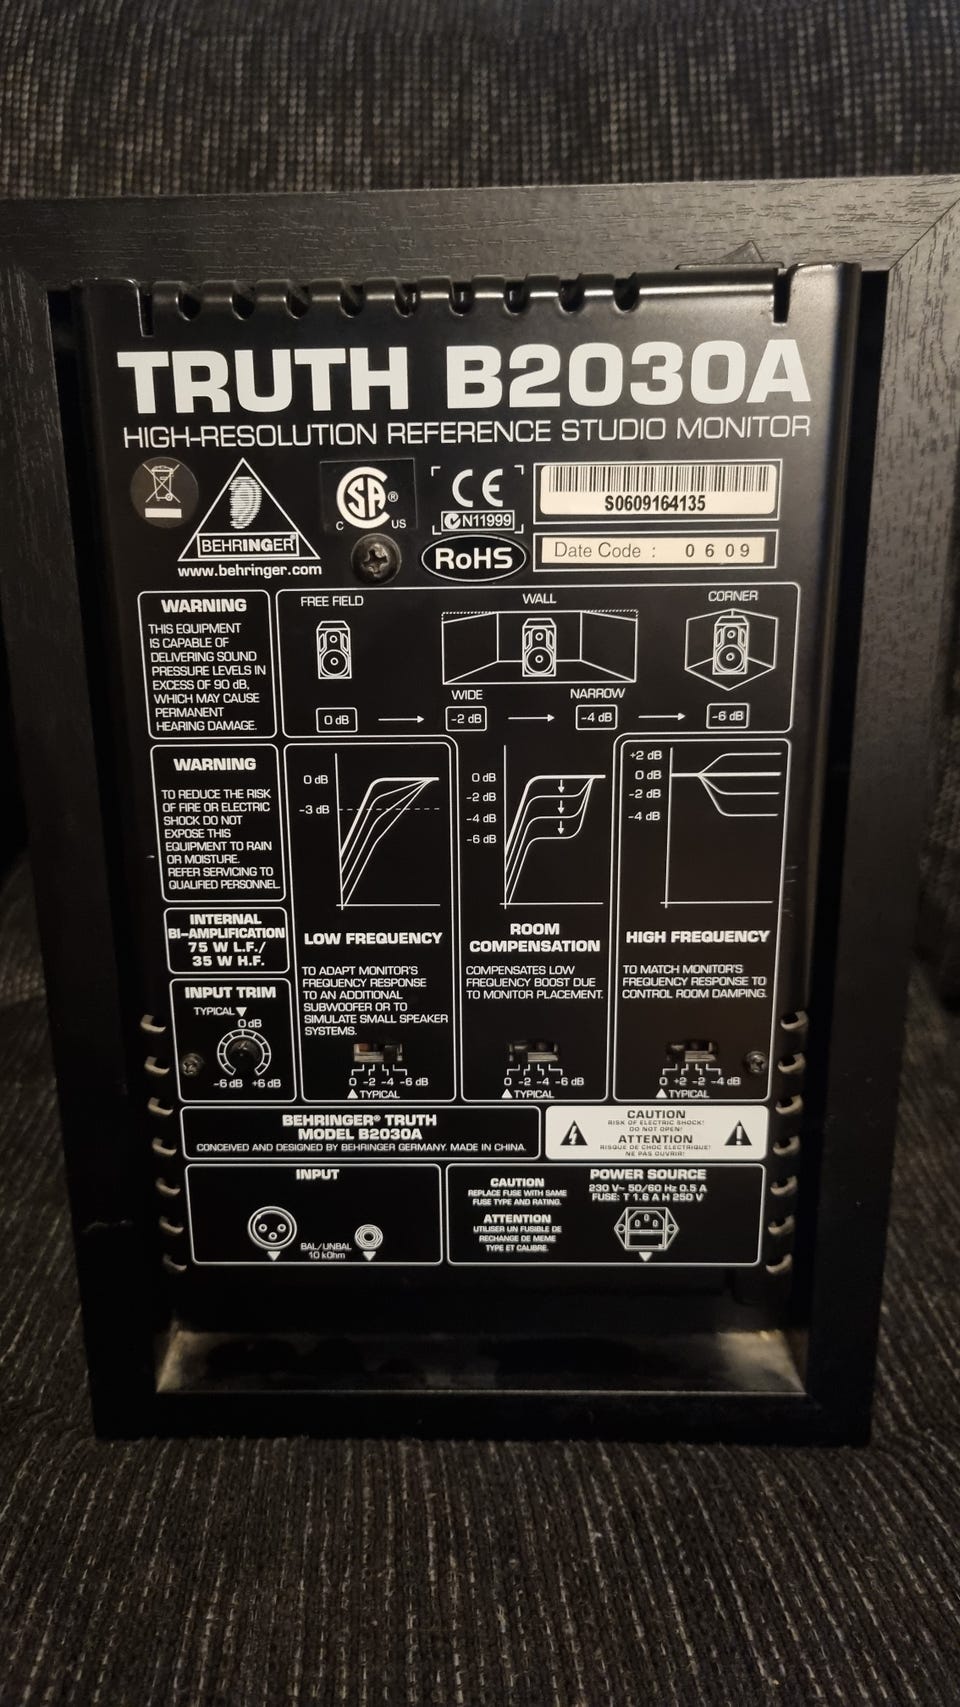 TRUTH B2030A
HIGH-RESOLUTION REFERENCE STUDIO MONITOR
BEHRINGER
www.behringer.com
SA ®
C US
CE
N11999
RoHS
S0609164135
Date Code : 0609
WARNING
THIS EQUIPMENT
IS CAPABLE OF
DELIVERING SOUND
PRESSURE LEVELS IN
EXCESS OF 90 dB,
WHICH MAY CAUSE
PERMANENT
HEARING DAMAGE.
FREE FIELD
WALL
CORNER
WIDE
NARROW
0 dB
-2 dB
-4 dB
-6 dB
WARNING
TO REDUCE THE RISK
OF FIRE OR ELECTRIC
SHOCK DO NOT
EXPOSE THIS
EQUIPMENT TO RAIN
OR MOISTURE.
REFER SERVICING TO
QUALIFIED PERSONNEL.
INTERNAL
BI-AMPLIFICATION
75 W L.F./
35 W H.F.
INPUT TRIM
TYPICAL
0 dB
-6 dB +6 dB
0 dB
-3 dB
LOW FREQUENCY
TO ADAPT MONITOR'S
FREQUENCY RESPONSE
TO AN ADDITIONAL
SUBWOOFER OR TO
SIMULATE SMALL SPEAKER
SYSTEMS.
0 -2 -4 -6 dB
TYPICAL
0 dB
-2 dB
-4 dB
-6 dB
ROOM
COMPENSATION
COMPENSATES LOW
FREQUENCY BOOST DUE
TO MONITOR PLACEMENT.
0 -2 -4 -6 dB
TYPICAL
+2 dB
0 dB
-2 dB
-4 dB
HIGH FREQUENCY
TO MATCH MONITOR'S
FREQUENCY RESPONSE TO
CONTROL ROOM DAMPING.
0 +2 -2 -4 dB
TYPICAL
BEHRINGER® TRUTH
MODEL B2030A
CONCEIVED AND DESIGNED BY BEHRINGER GERMANY. MADE IN CHINA.
CAUTION
RISK OF ELECTRIC SHOCK!
DO NOT OPEN!
ATTENTION
RISQUE DE CHOC ELECTRIQUE!
NE PAS OUVRIR!
INPUT
BAL/UNBAL
10 kOhm
CAUTION
REPLACE FUSE WITH SAME
FUSE TYPE AND RATING.
ATTENTION
UTILISER UN FUSIBLE DE
RECHANGE DE MEME
TYPE ET CALIBRE.
POWER SOURCE
230 V~ 50/60 Hz 0.5 A
FUSE: T 1.6 A H 250 V